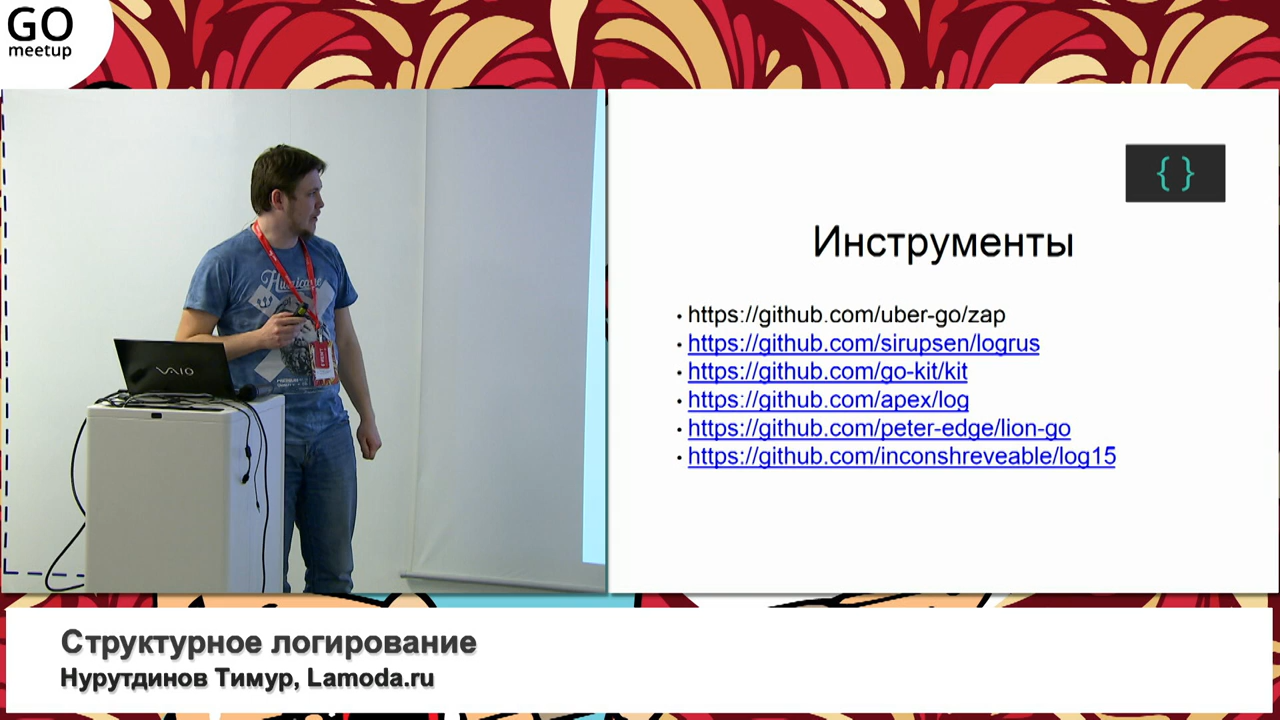 GO
meetup
Hurricane
VAIO
Инструменты
• https://github.com/uber-go/zap
• https://github.com/sirupsen/logrus
• https://github.com/go-kit/kit
• https://github.com/apex/log
• https://github.com/peter-edge/lion-go
• https://github.com/inconshreveable/log15
Структурное логирование
Нурутдинов Тимур, Lamoda.ru